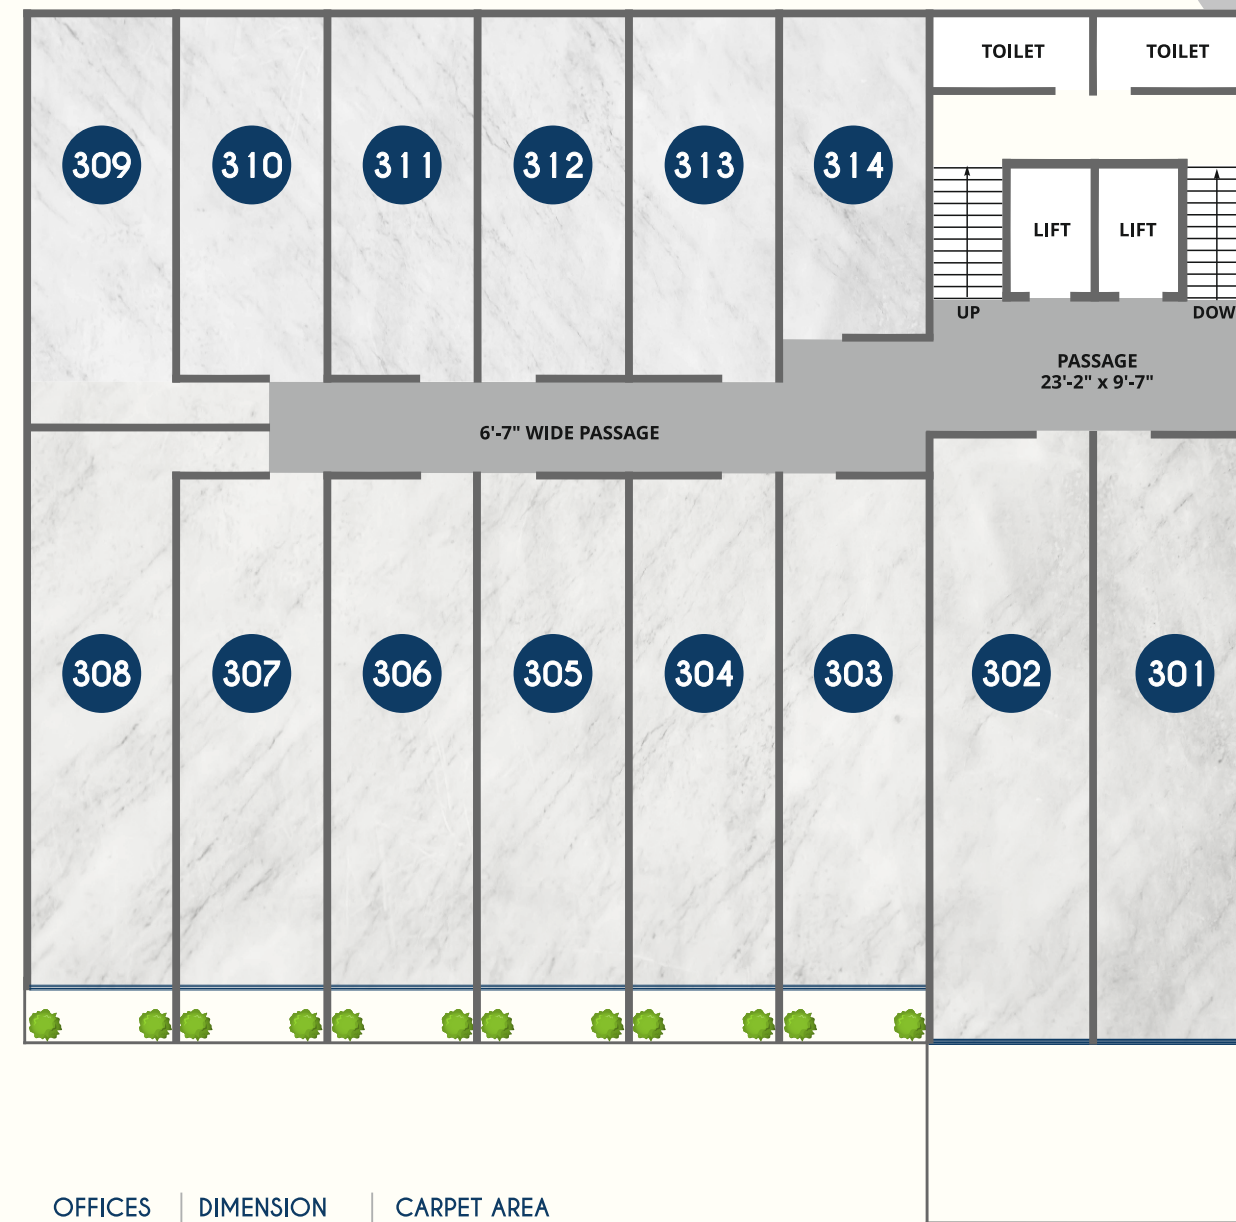 TOILET TOILET
309 310 311 312 313 314
LIFT LIFT
UP DOW
PASSAGE
23'-2" x 9'-7"
6'-7" WIDE PASSAGE
308 307 306 305 304 303 302 301
OFFICES DIMENSION CARPET AREA